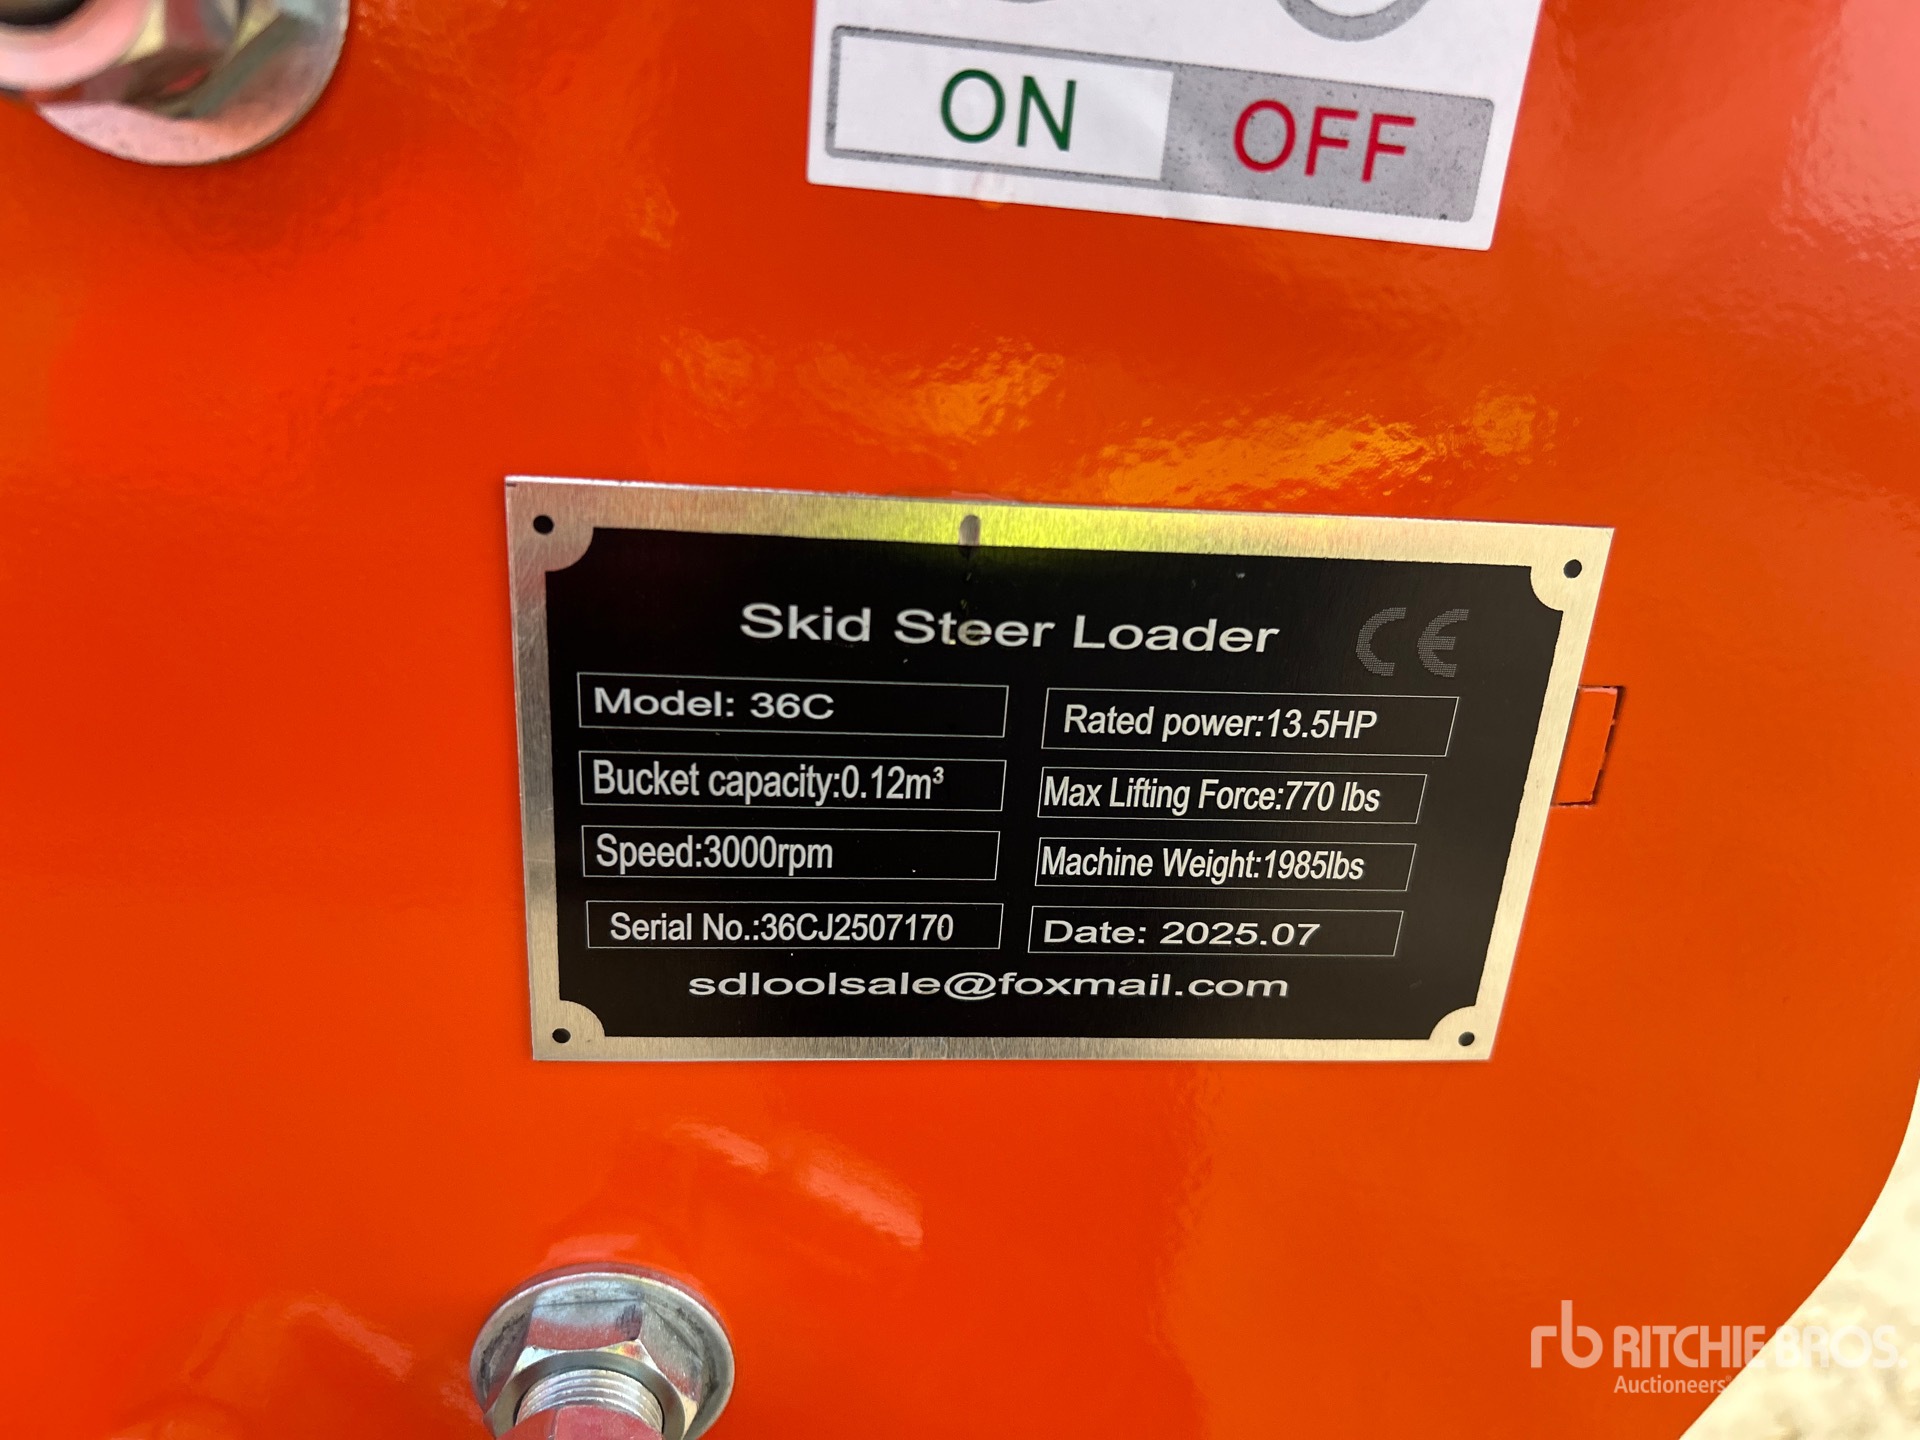 ON OFF
Skid Steer Loader CE
Model: 36C
Rated power:13.5HP
Bucket capacity:0.12m³
Max Lifting Force:770 lbs
Speed:3000rpm
Machine Weight:1985lbs
Serial No.:36CJ2507170
Date: 2025.07
sdloolsale@foxmail.com
rb RITCHIE BROS.
Auctioneers